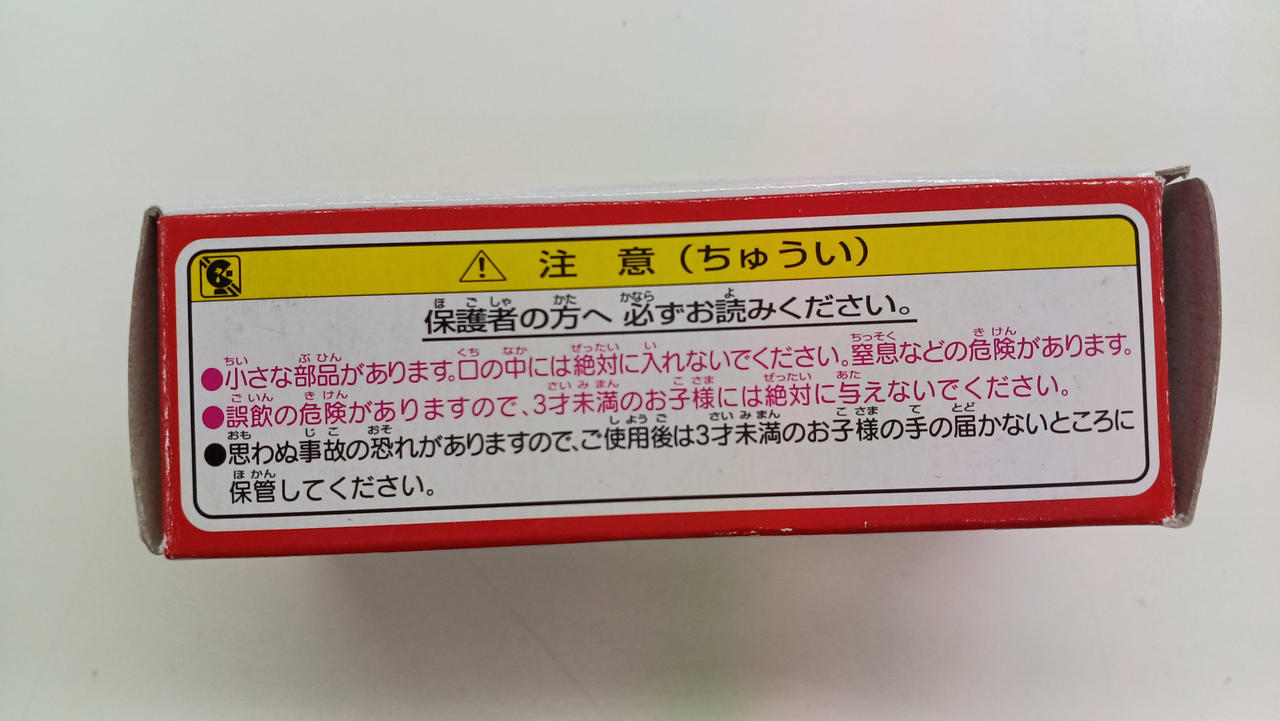 注 意（ちゅうい）
保護者の方へ 必ずお読みください。
●小さな部品があります。口の中には絶対に入れないでください。窒息などの危険があります。
●誤飲の危険がありますので、3才未満のお子様には絶対に与えないでください。
●思わぬ事故の恐れがありますので、ご使用後は3才未満のお子様の手の届かないところに
保管してください。